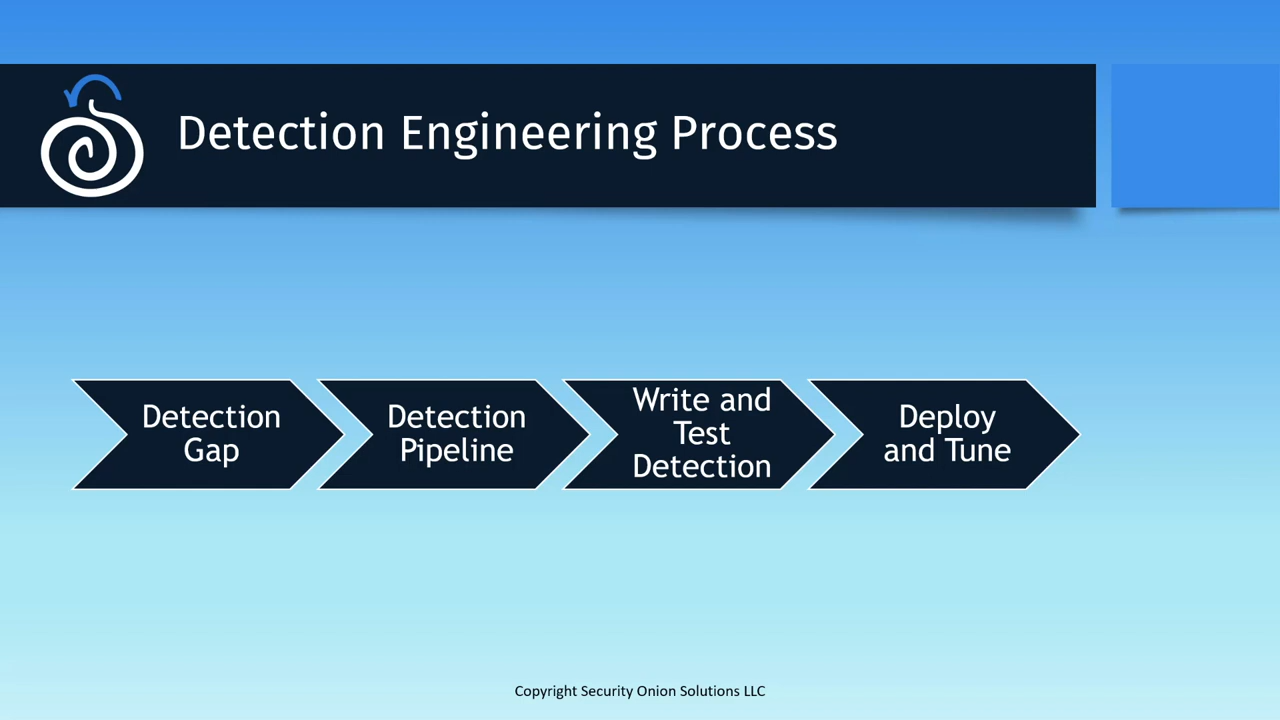 Detection Engineering Process
Detection
Gap
Detection
Pipeline
Write and
Test
Detection
Deploy
and Tune
Copyright Security Onion Solutions LLC